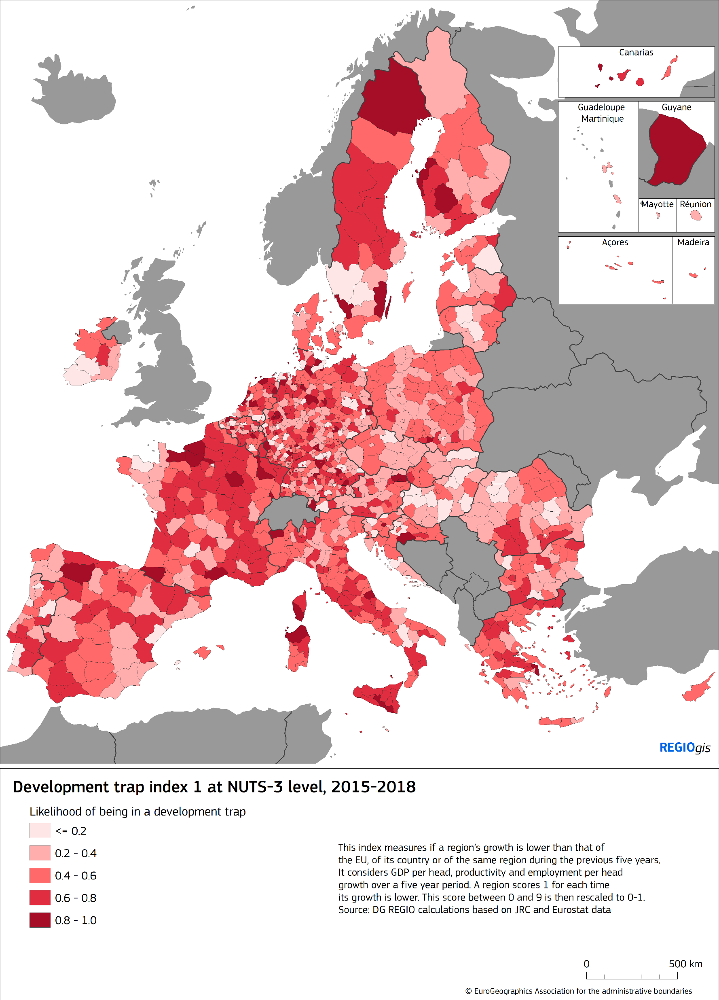 Canarias
Guadeloupe
Martinique
Guyane
Mayotte
Réunion
Açores
Madeira
REGIOgis
Development trap index 1 at NUTS-3 level, 2015-2018
Likelihood of being in a development trap
<= 0.2
0.2 - 0.4
0.4 - 0.6
0.6 - 0.8
0.8 - 1.0
This index measures if a region's growth is lower than that of
the EU, of its country or of the same region during the previous five years.
It considers GDP per head, productivity and employment per head
growth over a five year period. A region scores 1 for each time
its growth is lower. This score between 0 and 9 is then rescaled to 0-1.
Source: DG REGIO calculations based on JRC and Eurostat data
0 500 km
© EuroGeographics Association for the administrative boundaries